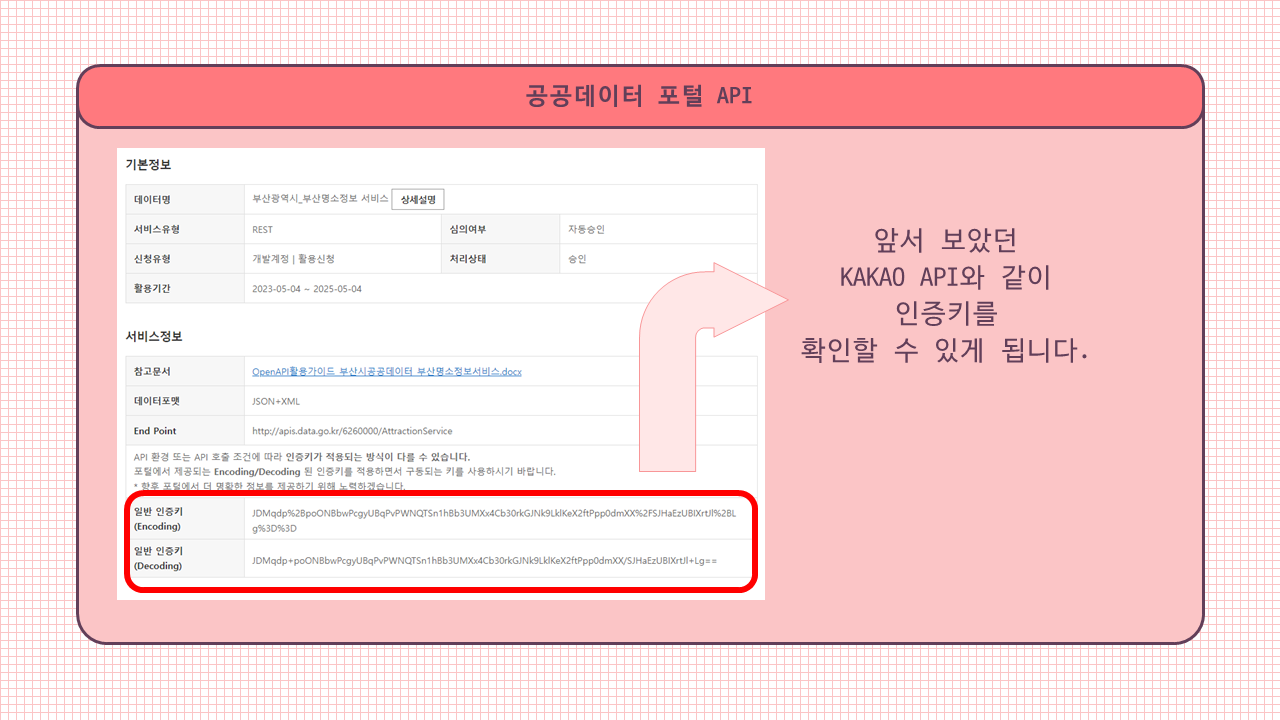 공공데이터 포털 API
기본정보
데이터명 부산광역시_부산명소정보 서비스 상세설명
서비스유형 REST 심의여부 자동승인
신청유형 개발계정 | 활용신청 처리상태 승인
활용기간 2023-05-04 ~ 2025-05-04
서비스정보
참고문서 OpenAPI활용가이드_부산시공공데이터_부산명소정보서비스.docx
데이터포맷 JSON+XML
End Point http://apis.data.go.kr/6260000/AttractionService
API 환경 또는 API 호출 조건에 따라 인증키가 적용되는 방식이 다를 수 있습니다.
포털에서 제공되는 Encoding/Decoding 된 인증키를 적용하면서 구동되는 키를 사용하시기 바랍니다.
* 향후 포털에서 더 명확한 정보를 제공하기 위해 노력하겠습니다.
일반 인증키
(Encoding)
일반 인증키
(Decoding)
앞서 보았던
KAKAO API와 같이
인증키를
확인할 수 있게 됩니다.